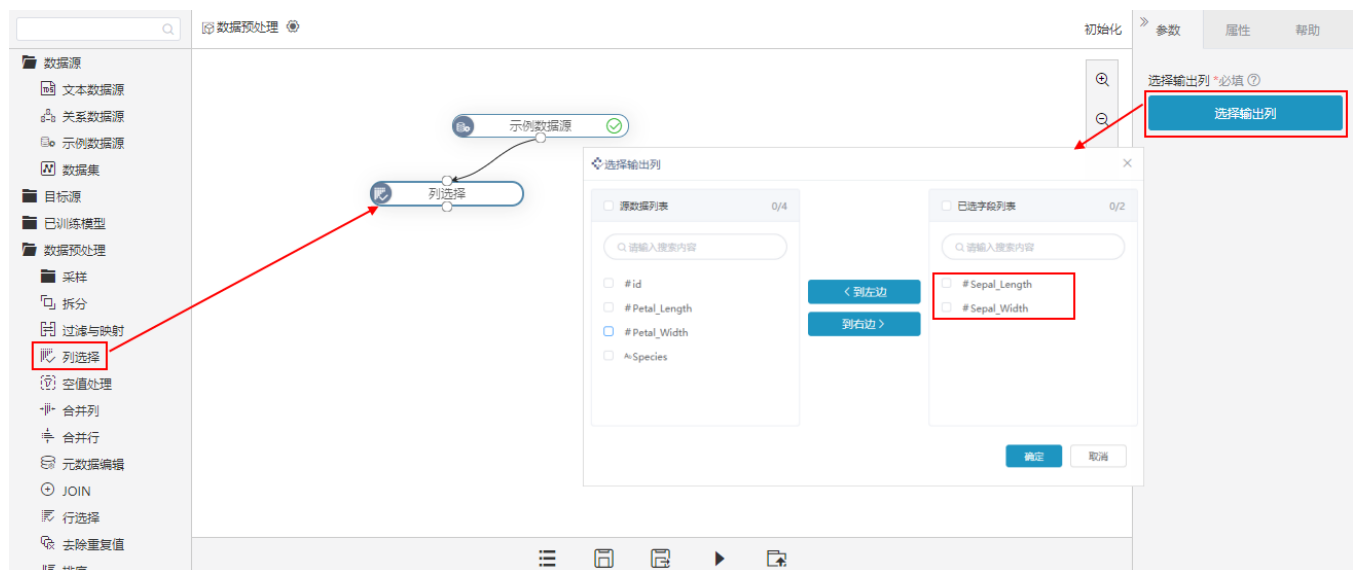 数据预处理
初始化
参数
属性
帮助
数据源
文本数据源
关系数据源
示例数据源
数据集
目标源
已训练模型
数据预处理
采样
拆分
过滤与映射
列选择
空值处理
合并列
合并行
元数据编辑
JOIN
行选择
去除重复值
示例数据源
列选择
选择输出列 *必填
选择输出列
选择输出列
源数据列表 0/4
请输入搜索内容
#id
#Petal_Length
#Petal_Width
Species
<到左边
到右边>
已选字段列表 0/2
请输入搜索内容
#Sepal_Length
#Sepal_Width
确定
取消